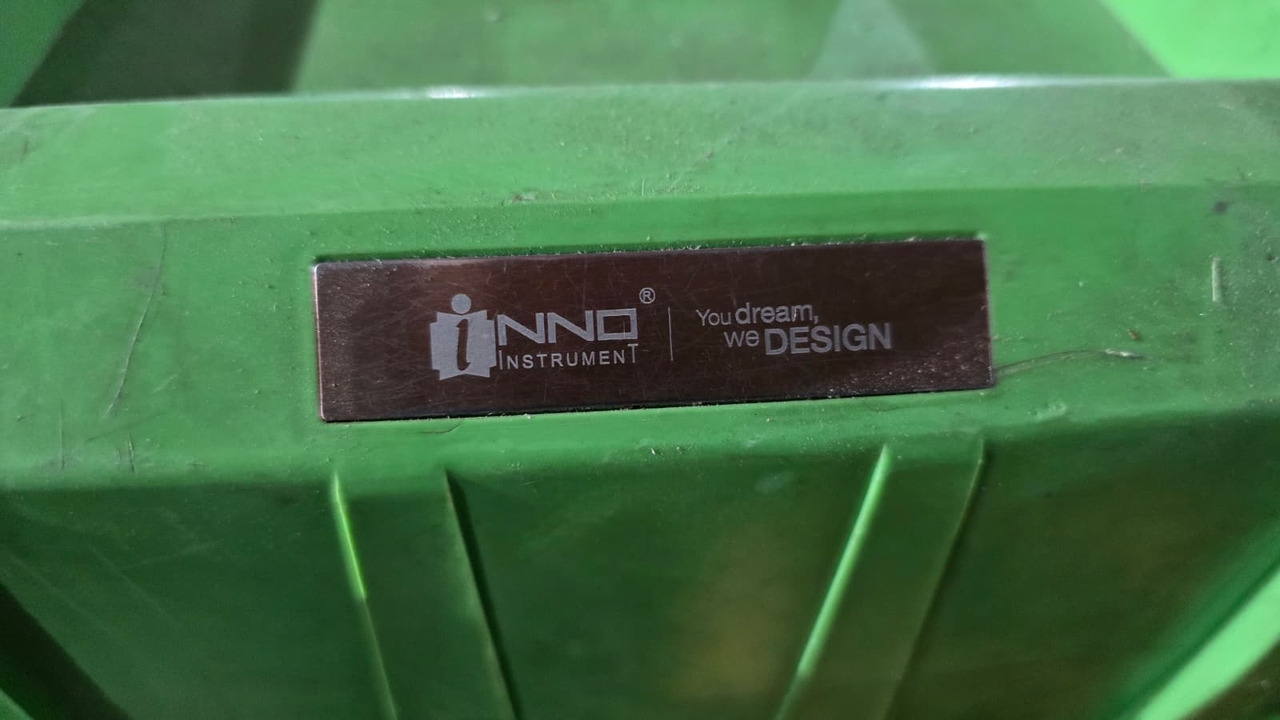 iNNO®
INSTRUMENT
You dream,
we DESIGN